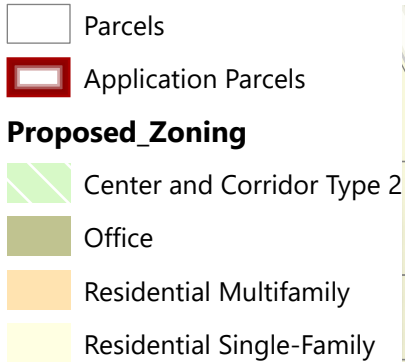 Parcels
Application Parcels
Proposed_Zoning
Center and Corridor Type 2
Office
Residential Multifamily
Residential Single-Family